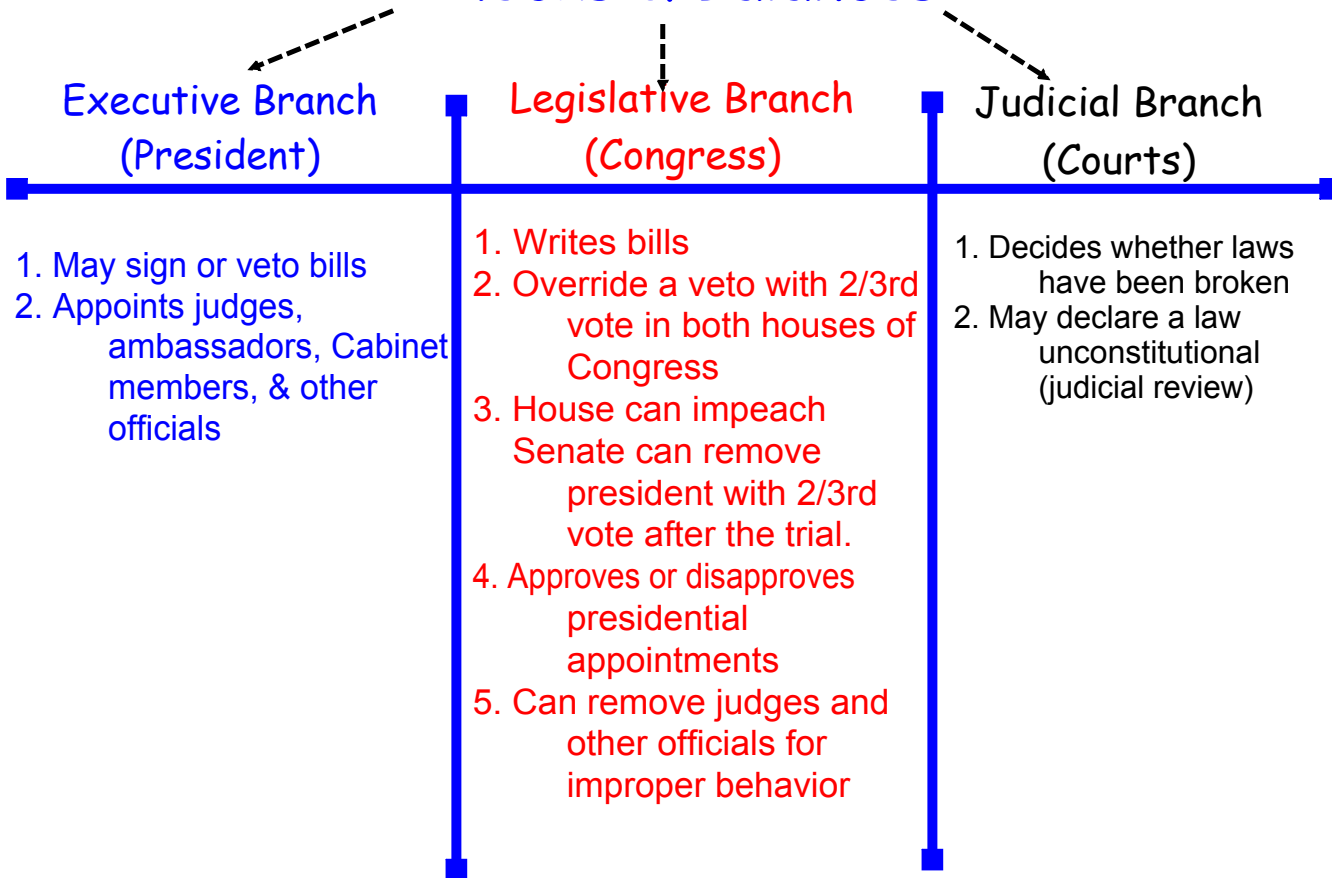 Executive Branch
(President)
Legislative Branch
(Congress)
Judicial Branch
(Courts)
1. May sign or veto bills
2. Appoints judges,
ambassadors, Cabinet
members, & other
officials
1. Writes bills
2. Override a veto with 2/3rd
vote in both houses of
Congress
3. House can impeach
Senate can remove
president with 2/3rd
vote after the trial.
4. Approves or disapproves
presidential
appointments
5. Can remove judges and
other officials for
improper behavior
1. Decides whether laws
have been broken
2. May declare a law
unconstitutional
(judicial review)